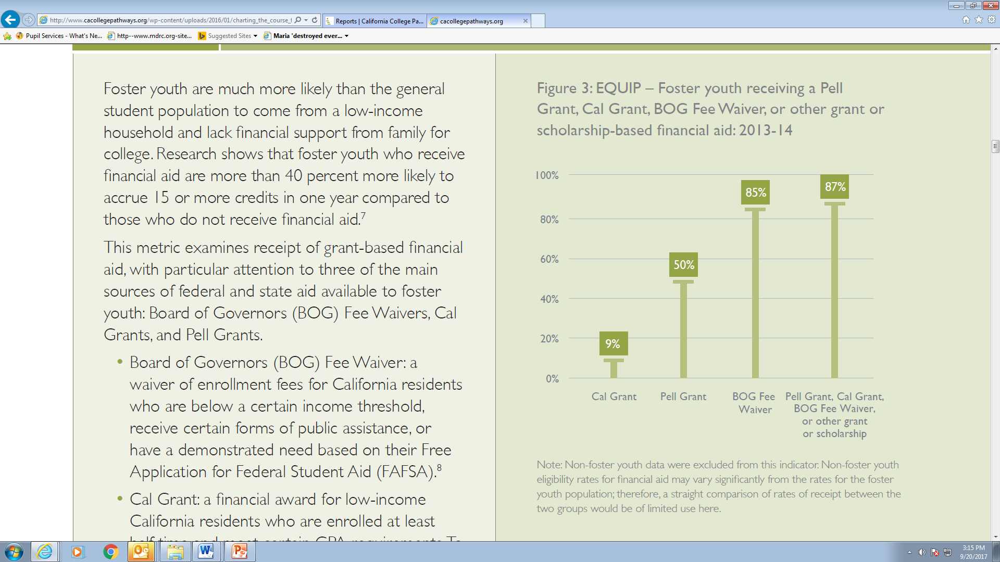 http://www.cacollegepathways.org/wp-content/uploads/2016/01/charting_the_course_f
Reports | California College Pa...
cacollegepathways.org
Pupil Services - What's Ne...
http--www.mdrc.org-site...
Suggested Sites
Maria 'destroyed ever...
Foster youth are much more likely than the general
student population to come from a low-income
household and lack financial support from family for
college. Research shows that foster youth who receive
financial aid are more than 40 percent more likely to
accrue 15 or more credits in one year compared to
those who do not receive financial aid.7
This metric examines receipt of grant-based financial
aid, with particular attention to three of the main
sources of federal and state aid available to foster
youth: Board of Governors (BOG) Fee Waivers, Cal
Grants, and Pell Grants.
• Board of Governors (BOG) Fee Waiver: a
waiver of enrollment fees for California residents
who are below a certain income threshold,
receive certain forms of public assistance, or
have a demonstrated need based on their Free
Application for Federal Student Aid (FAFSA).8
• Cal Grant: a financial award for low-income
California residents who are enrolled at least
Figure 3: EQUIP – Foster youth receiving a Pell
Grant, Cal Grant, BOG Fee Waiver, or other grant or
scholarship-based financial aid: 2013-14
100%
80%
60%
40%
20%
0%
9%
50%
85%
87%
Cal Grant
Pell Grant
BOG Fee
Waiver
Pell Grant, Cal Grant,
BOG Fee Waiver,
or other grant
or scholarship
Note: Non-foster youth data were excluded from this indicator. Non-foster youth
eligibility rates for financial aid may vary significantly from the rates for the foster
youth population; therefore, a straight comparison of rates of receipt between the
two groups would be of limited use here.
3:15 PM
9/20/2017